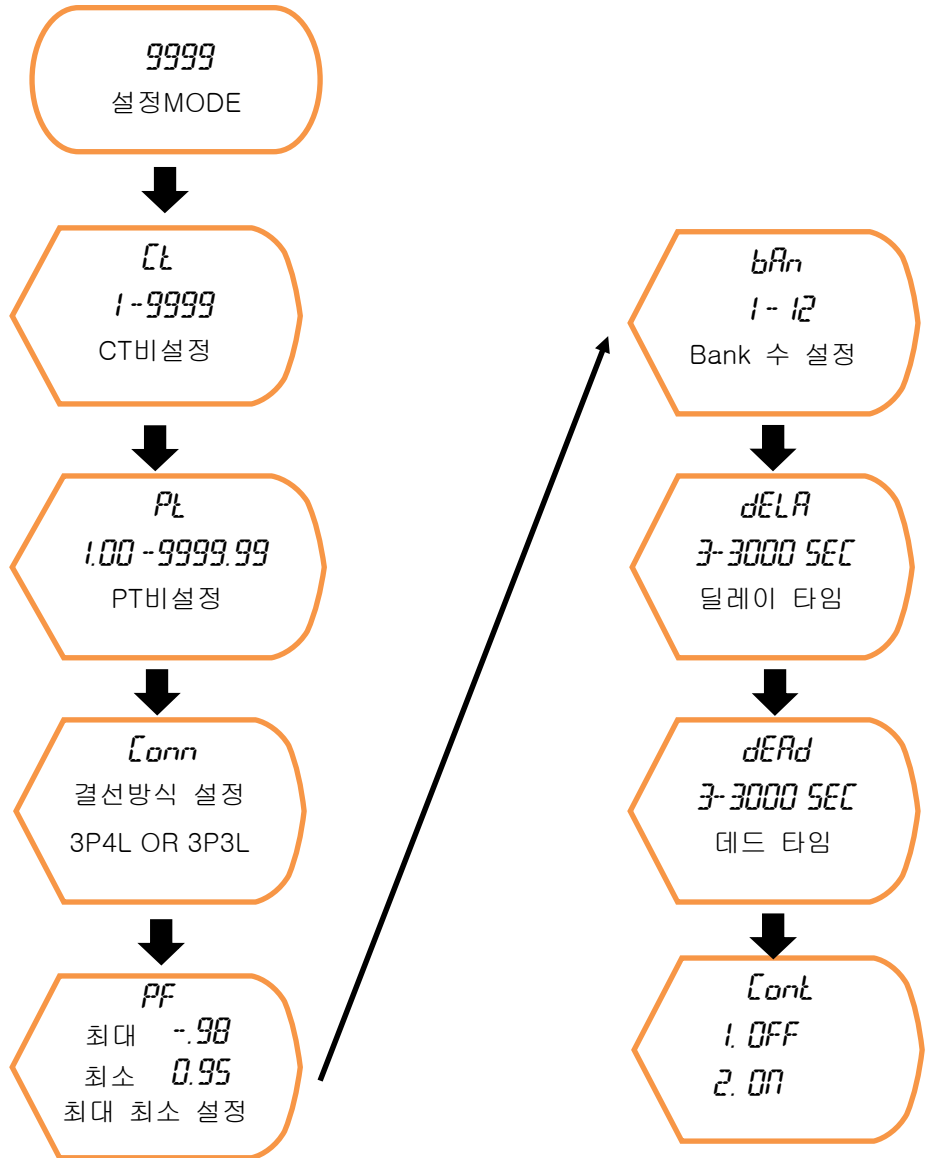 9999
설정MODE
Ct
1-9999
CT비설정
Pt
1.00-9999.99
PT비설정
Conn
결선방식 설정
3P4L OR 3P3L
PF
최대 -.98
최소 0.95
최대 최소 설정
bAn
1-12
Bank 수 설정
dELA
3-3000 SEC
딜레이 타임
dEAd
3-3000 SEC
데드 타임
Cont
1. OFF
2. ON